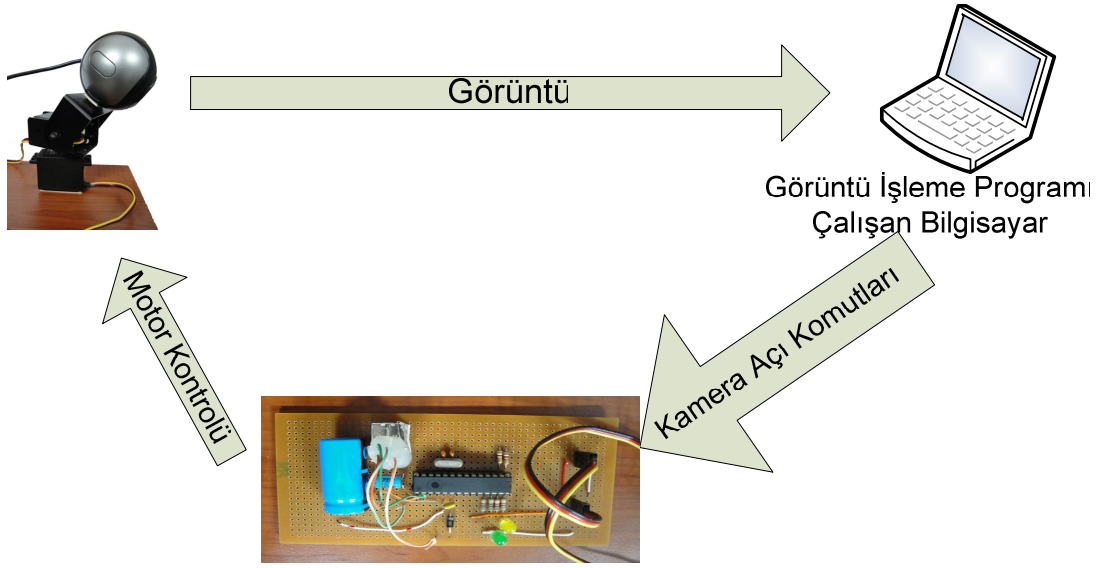 Görüntü
Görüntü İşleme Programı
Çalışan Bilgisayar
Kamera Açı Komutları
Motor Kontrolü